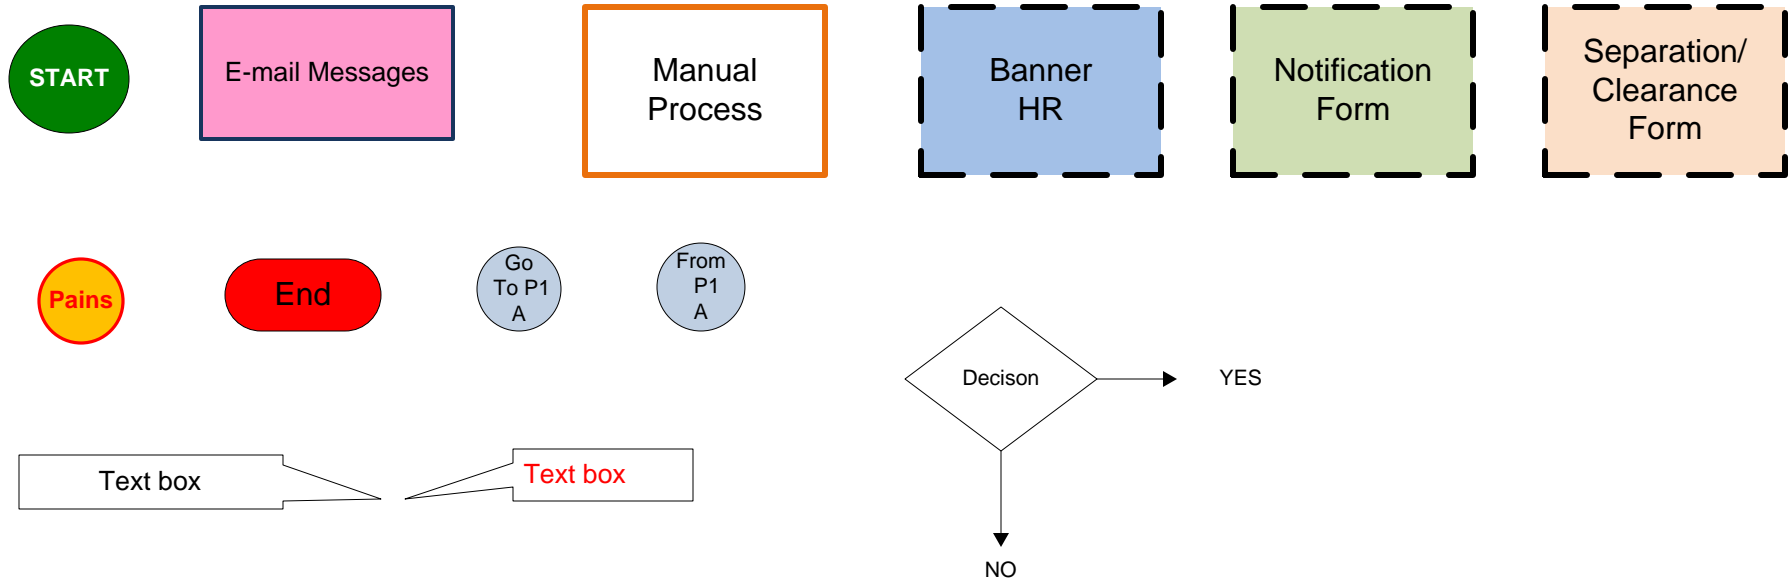 START
E-mail Messages
Manual
Process
Banner
HR
Notification
Form
Separation/
Clearance
Form
Pains
End
Go
To P1
A
From
P1
A
Decison
YES
NO
Text box
Text box